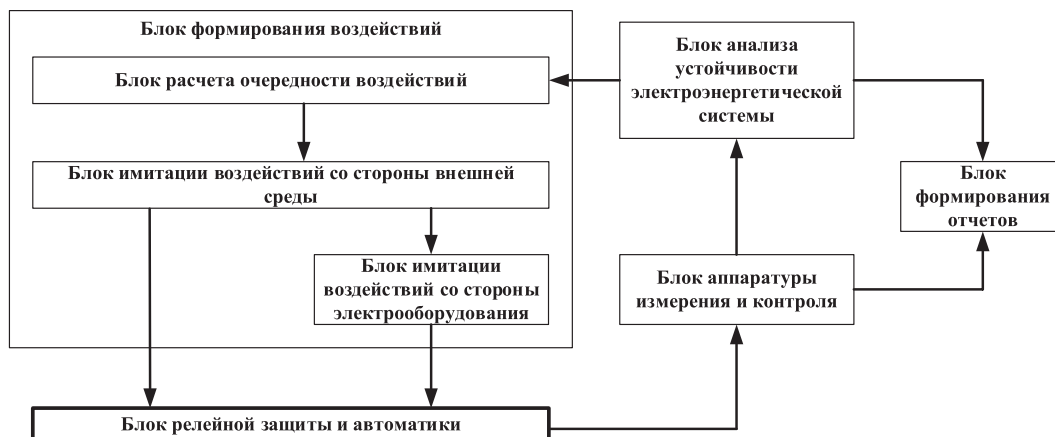 Блок формирования воздействий
Блок расчета очередности воздействий
Блок имитации воздействий со стороны внешней
среды
Блок имитации
воздействий со стороны
электрооборудования
Блок релейной защиты и автоматики
Блок анализа
устойчивости
электроэнергетической
системы
Блок аппаратуры
измерения и контроля
Блок
формирования
отчетов